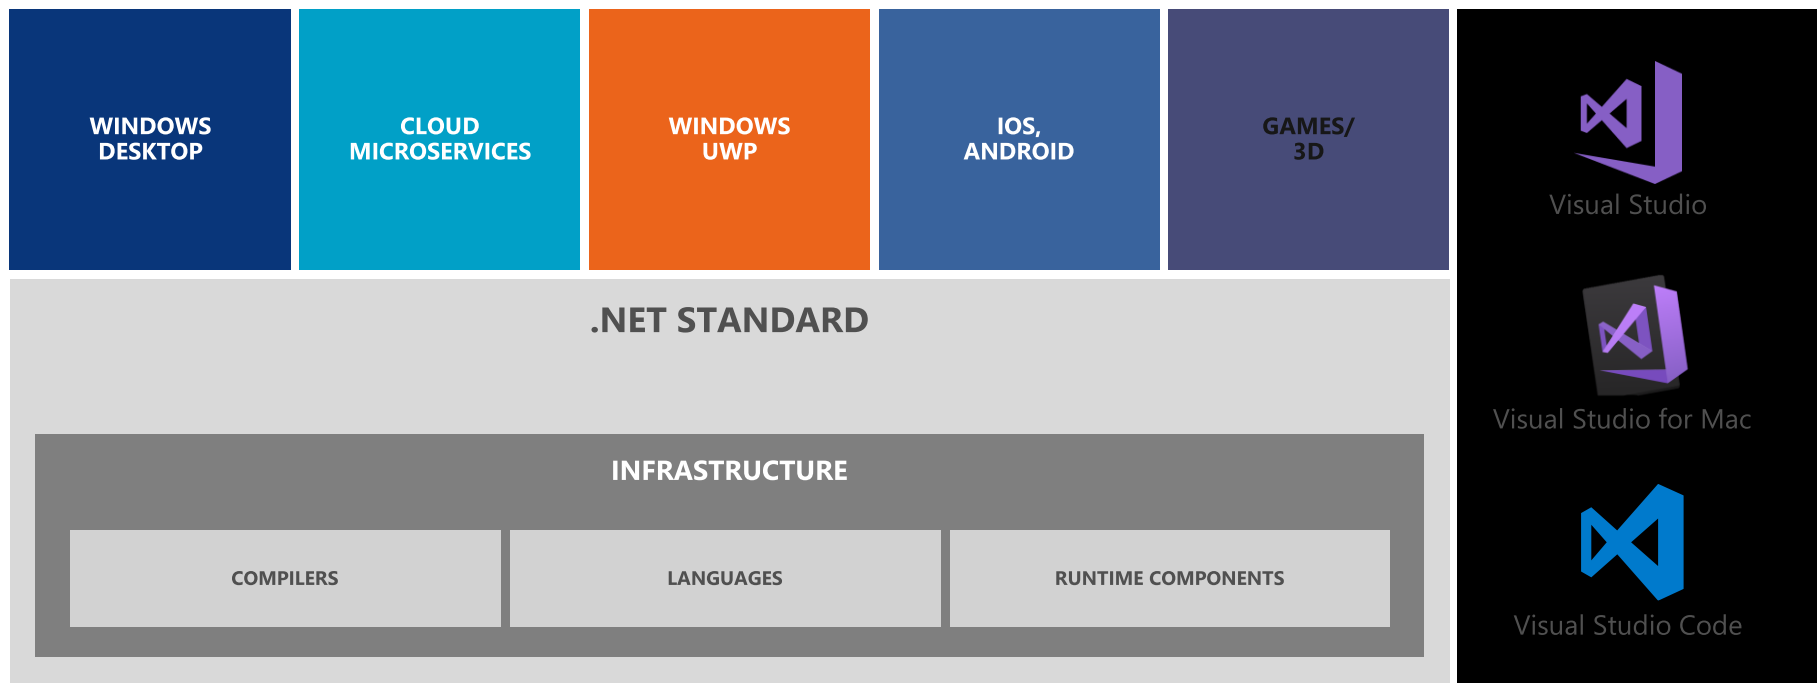 WINDOWS
DESKTOP
CLOUD
MICROSERVICES
WINDOWS
UWP
IOS,
ANDROID
GAMES/
3D
.NET STANDARD
INFRASTRUCTURE
COMPILERS
LANGUAGES
RUNTIME COMPONENTS
Visual Studio
Visual Studio for Mac
Visual Studio Code